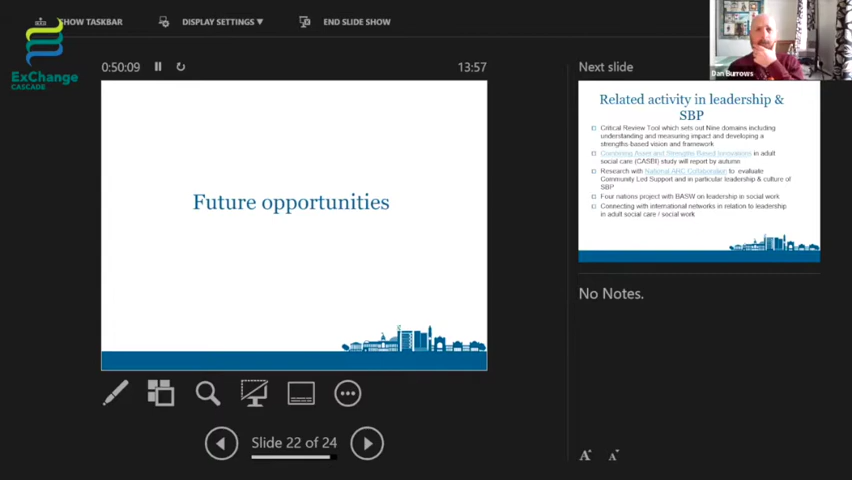 SHOW TASKBAR
DISPLAY SETTINGS ▼
END SLIDE SHOW
ExChange
CASCADE
Dan Burrows
0:50:09
13:57
Next slide
Future opportunities
Related activity in leadership &
SBP
Critical Review Tool which sets out Nine domains including
understanding and measuring impact and developing a
strengths-based vision and framework
Combining Asset and Strengths Based Innovations in adult
social care (CASBI) study will report by autumn
Research with National ARC Collaboration to evaluate
Community Led Support and in particular leadership & culture of
SBP
Four nations project with BASW on leadership in social work
Connecting with international networks in relation to leadership
in adult social care / social work
No Notes.
Slide 22 of 24
A A